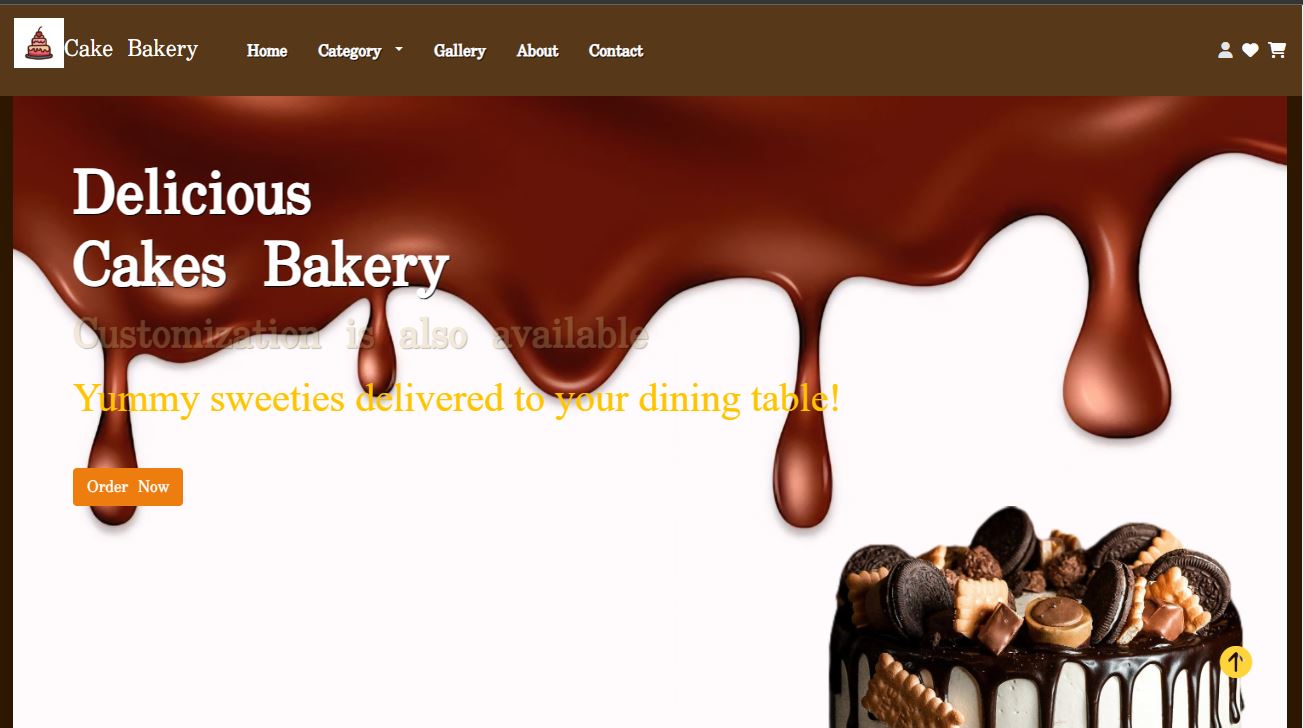 Cake Bakery
Home Category Gallery About Contact
Delicious
Cakes Bakery
Customization is also available
Yummy sweeties delivered to your dining table!
Order Now